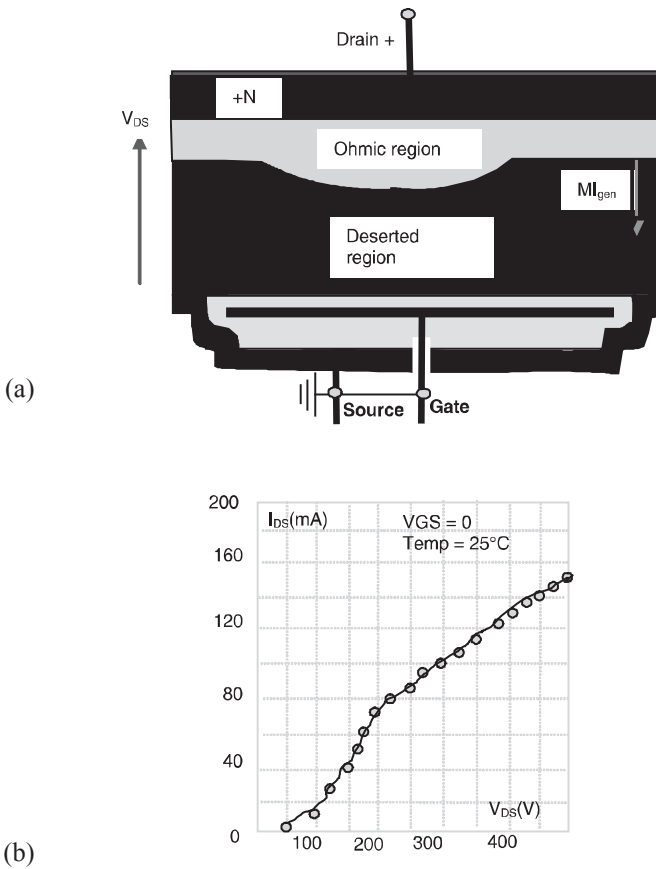 Drain +
+N
V_DS
Ohmic region
MI_gen
Deserted
region
(a)
Source
Gate
200
I_DS(mA)
VGS = 0
Temp = 25°C
160
120
80
40
V_DS(V)
0
100
200
300
400
(b)